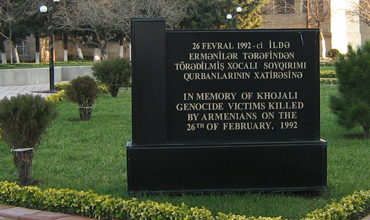 26 FEVRAL 1992-ci İLDƏ
ERMƏNİLƏR TƏRƏFİNDƏN
TÖRƏDİLMİŞ XOCALI SOYQIRIMI
QURBANLARININ XATİRƏSİNƏ
IN MEMORY OF KHOJALI
GENOCIDE VICTIMS KILLED
BY ARMENIANS ON THE
26TH OF FEBRUARY, 1992